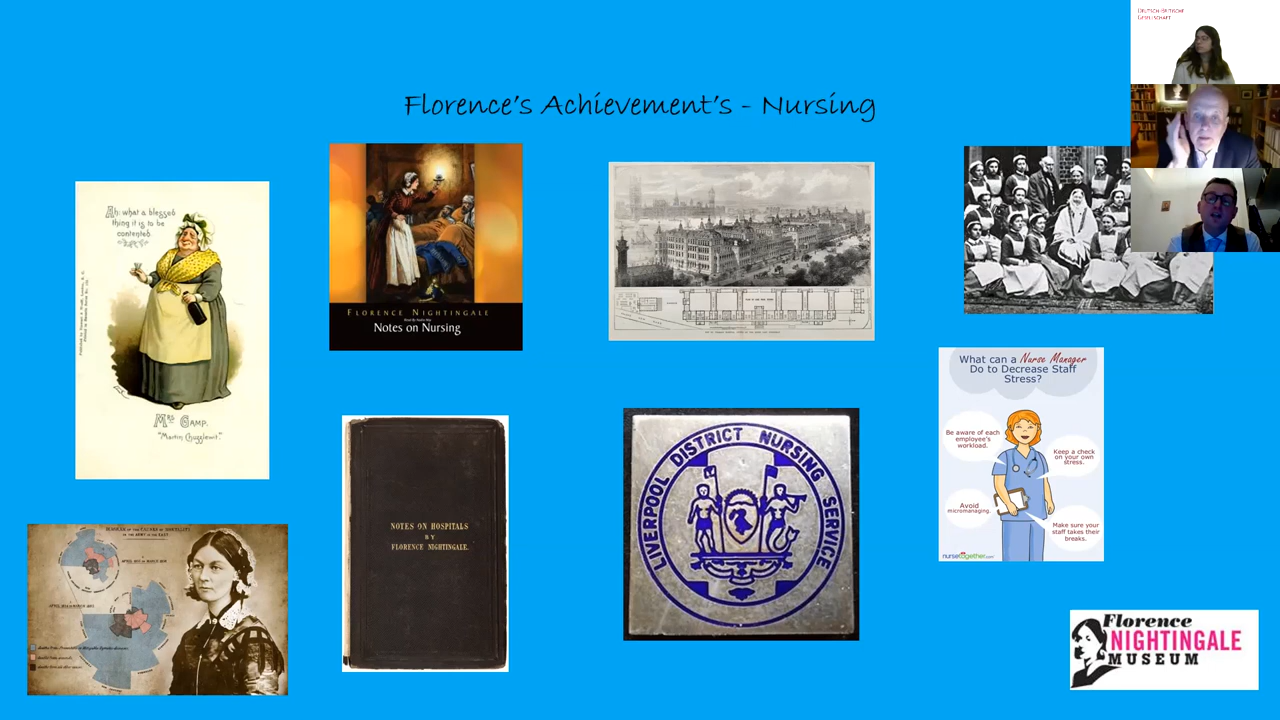 DEUTSCH-BRITISCHE
GESELLSCHAFT
Florence's Achievement's - Nursing
Ah! what a blessed
thing it is to be
contented.
MRS GAMP.
"Martin Chuzzlewit."
FLORENCE NIGHTINGALE
Notes on Nursing
What can a Nurse Manager
Do to Decrease Staff
Stress?
Be aware of each
employee's
workload.
Keep a check
on your own
stress.
Avoid
micromanaging.
Make sure your
staff takes their
breaks.
nursetogether.com
NOTES ON HOSPITALS
BY
FLORENCE NIGHTINGALE.
LIVERPOOL DISTRICT NURSING SERVICE
Florence
NIGHTINGALE
MUSEUM